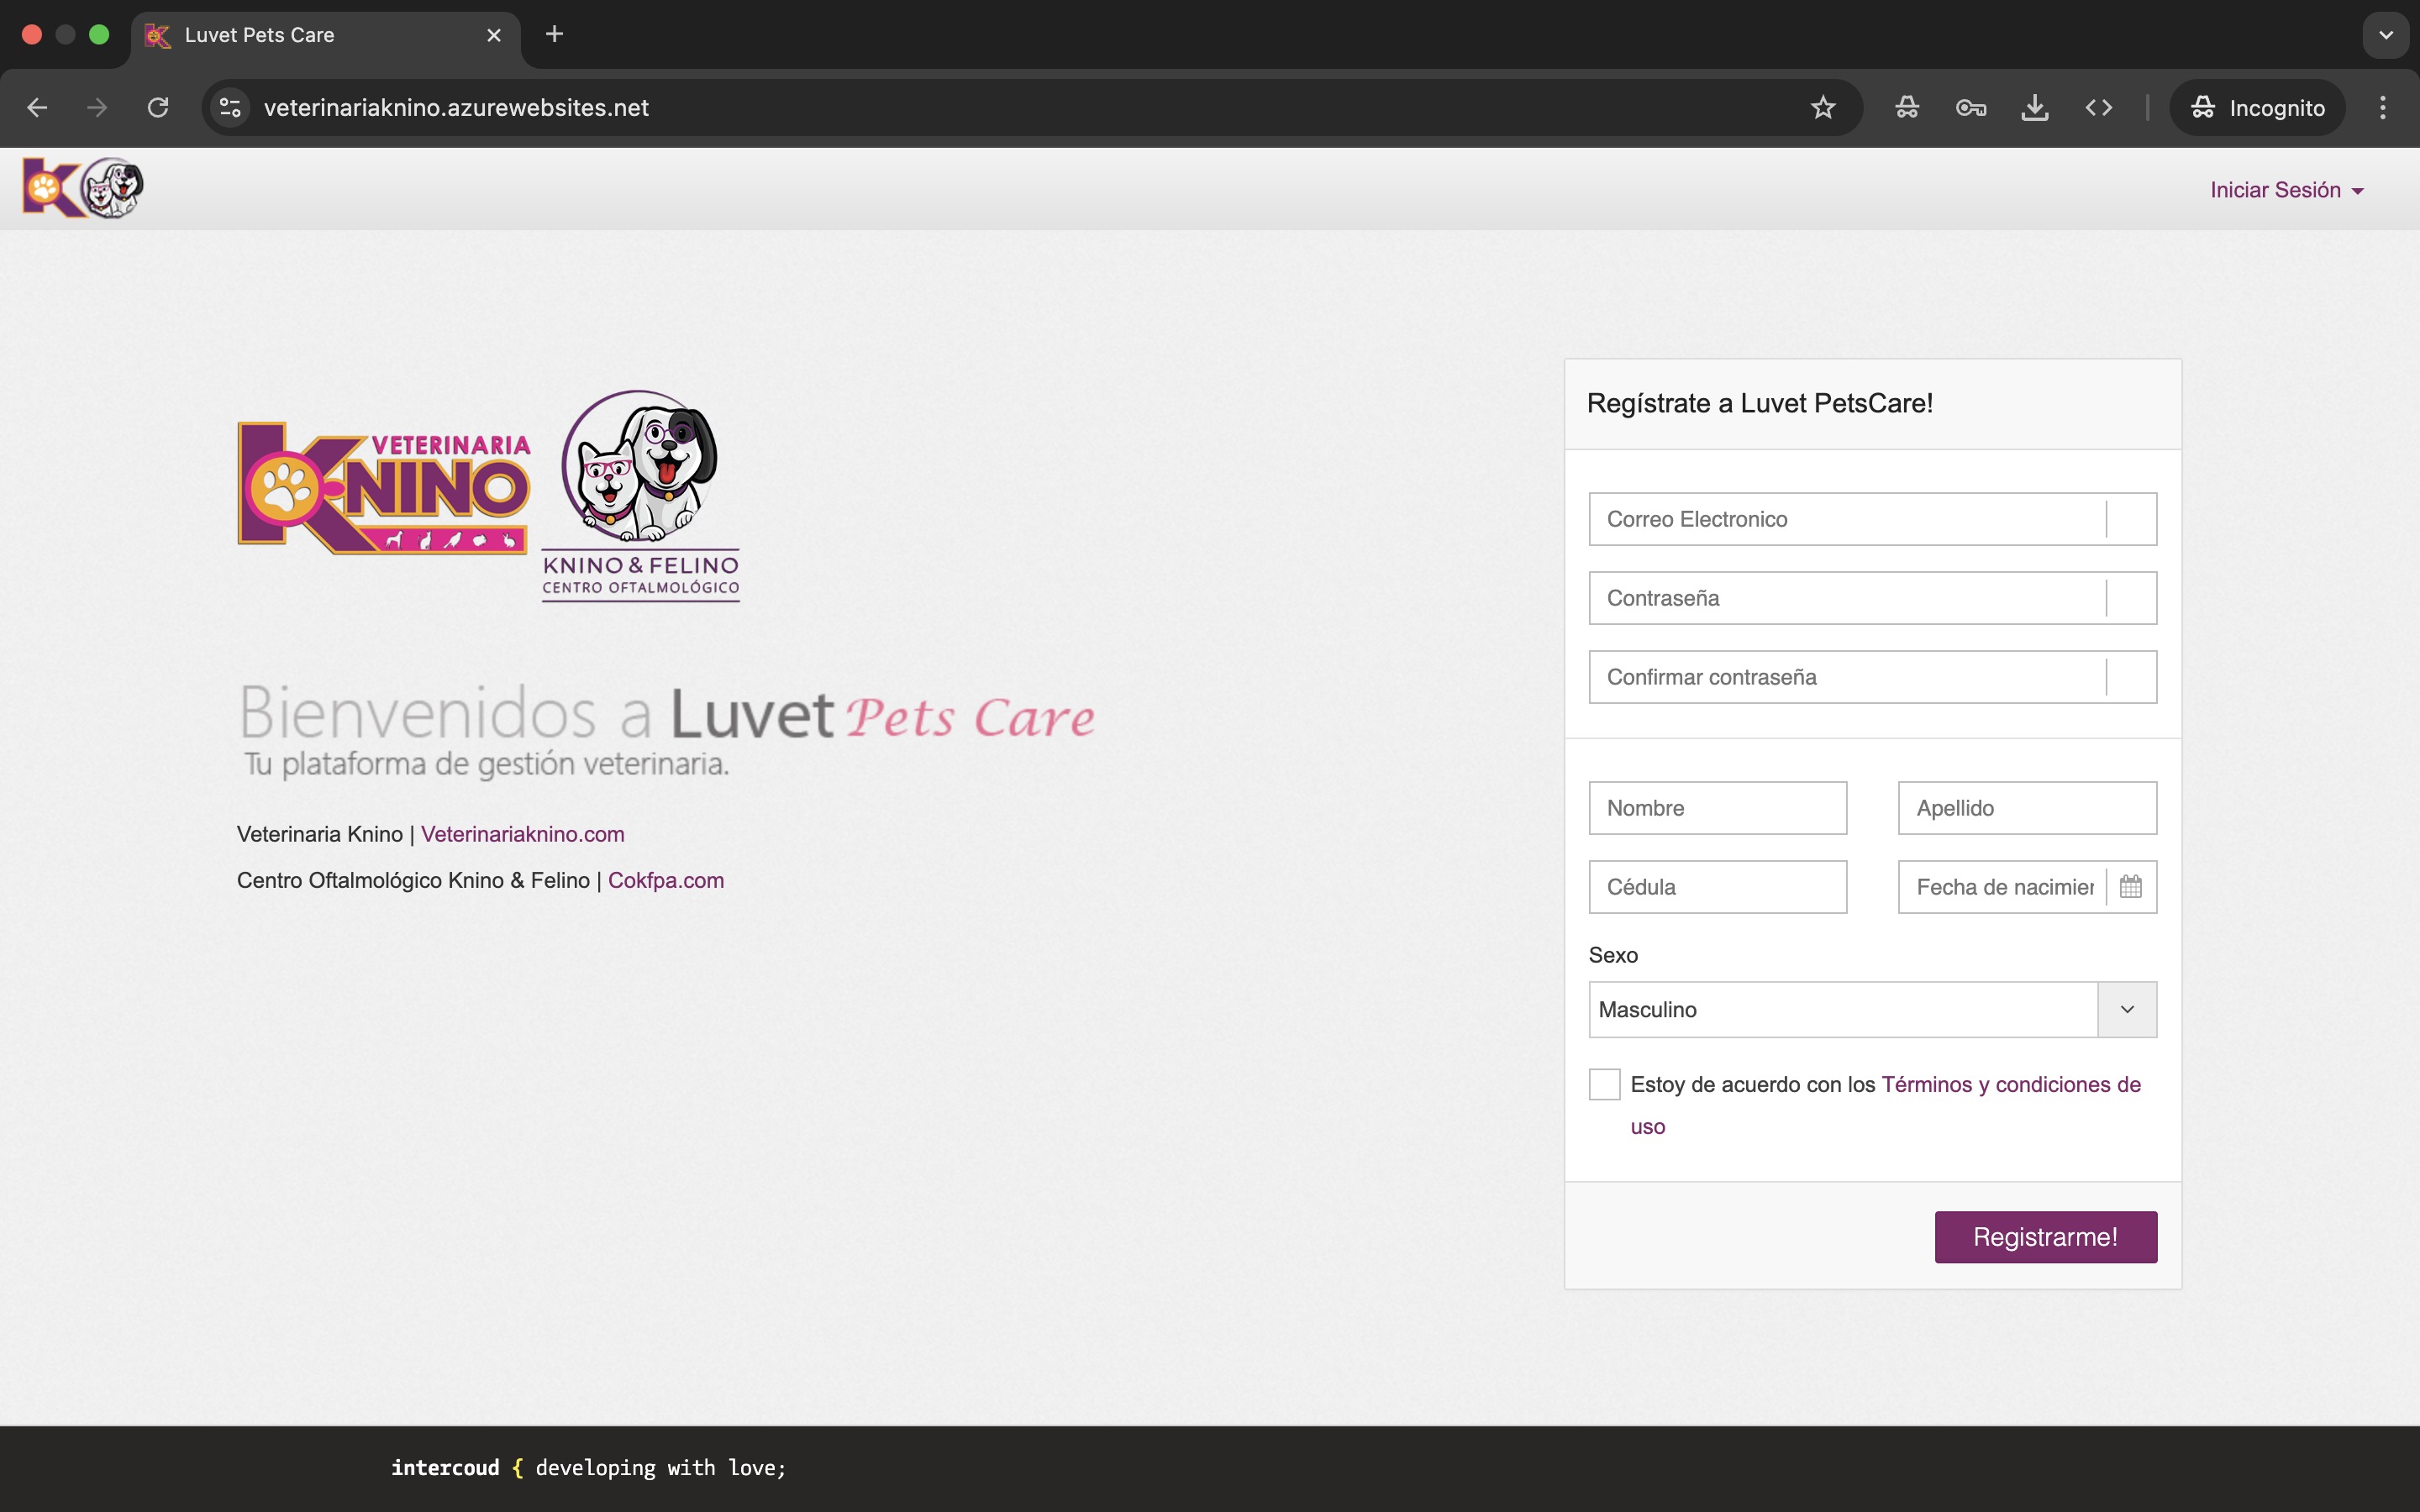 Luvet Pets Care
veterinariaknino.azurewebsites.net
Incognito
K
Iniciar Sesión
VETERINARIA
KNINO
KNINO & FELINO
CENTRO OFTALMOLÓGICO
Bienvenidos a Luvet Pets Care
Tu plataforma de gestión veterinaria.
Veterinaria Knino | Veterinariaknino.com
Centro Oftalmológico Knino & Felino | Cokfpa.com
Regístrate a Luvet PetsCare!
Correo Electronico
Contraseña
Confirmar contraseña
Nombre
Apellido
Cédula
Fecha de nacimier
Sexo
Masculino
Estoy de acuerdo con los Términos y condiciones de
uso
Registrarme!
intercoud { developing with love;